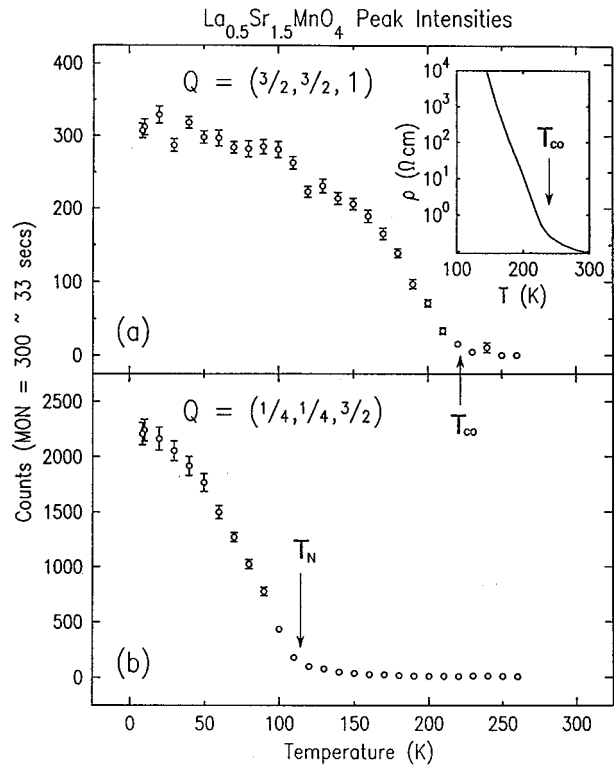 La0.5Sr1.5MnO4 Peak Intensities
400
300
200
100
0
Q = (3/2, 3/2, 1)
(a)
10^4
10^3
10^2
10^1
10^0
ρ (Ω cm)
Tco
100 200 300
T (K)
Tco
Counts (MON = 300 ~ 33 secs)
2500
2000
1500
1000
500
0
Q = (1/4, 1/4, 3/2)
TN
(b)
0 50 100 150 200 250 300
Temperature (K)